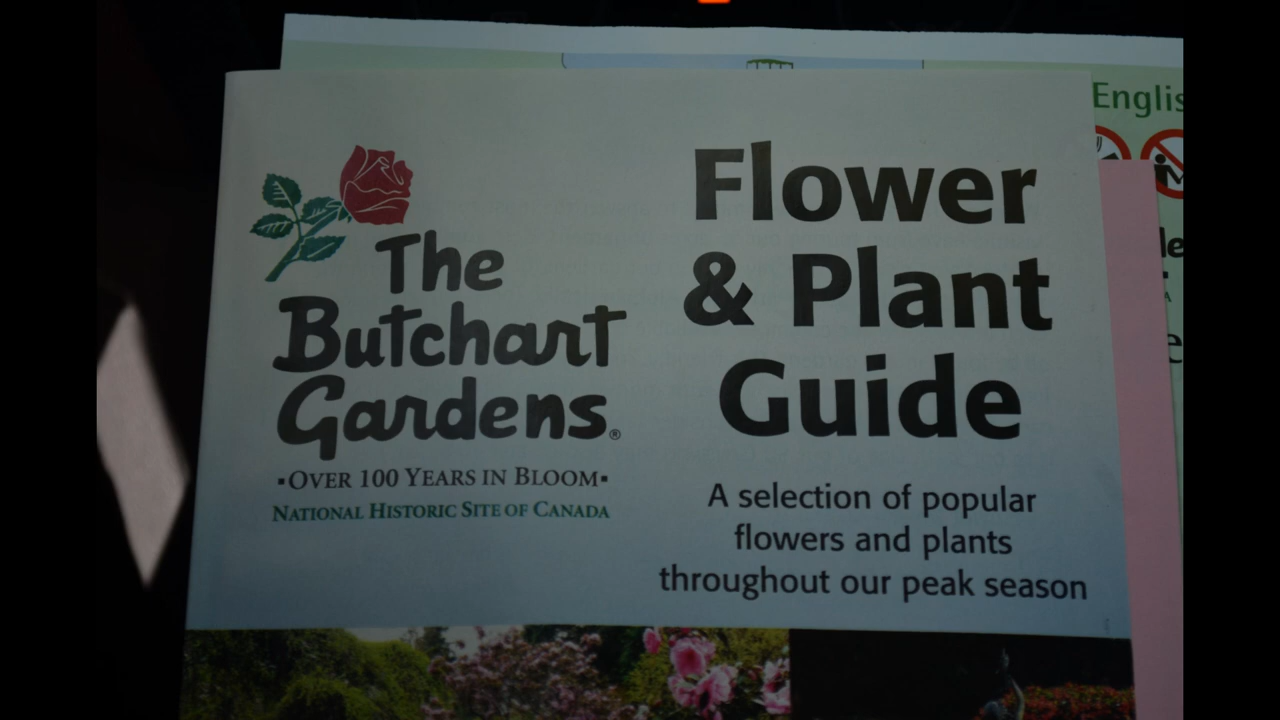 Englis
The
Butchart
Gardens®
▪OVER 100 YEARS IN BLOOM▪
NATIONAL HISTORIC SITE OF CANADA
Flower
& Plant
Guide
A selection of popular
flowers and plants
throughout our peak season